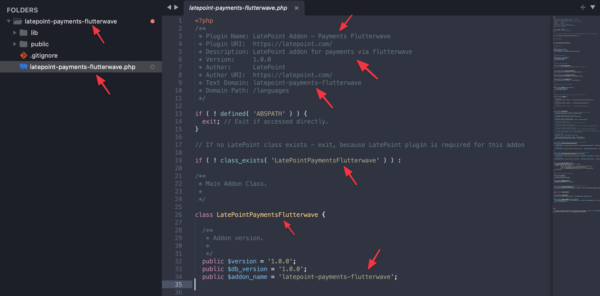 FOLDERS
latepoint-payments-flutterwave
lib
public
.gitignore
latepoint-payments-flutterwave.php
latepoint-payments-flutterwave.php
1 <?php
2 /**
3 * Plugin Name: LatePoint Addon – Payments Flutterwave
4 * Plugin URI: https://latepoint.com/
5 * Description: LatePoint addon for payments via flutterwave
6 * Version: 1.0.0
7 * Author: LatePoint
8 * Author URI: https://latepoint.com/
9 * Text Domain: latepoint-payments-flutterwave
10 * Domain Path: /languages
11 */
12
13 if ( ! defined( 'ABSPATH' ) ) {
14 exit; // Exit if accessed directly.
15 }
16
17 // If no LatePoint class exists – exit, because LatePoint plugin is required for this addon
18
19 if ( ! class_exists( 'LatePointPaymentsFlutterwave' ) ) :
20
21 /**
22 * Main Addon Class.
23 *
24 */
25
26 class LatePointPaymentsFlutterwave {
27
28 /**
29 * Addon version.
30 *
31 */
32 public $version = '1.0.0';
33 public $db_version = '1.0.0';
34 public $addon_name = 'latepoint-payments-flutterwave';
35
36